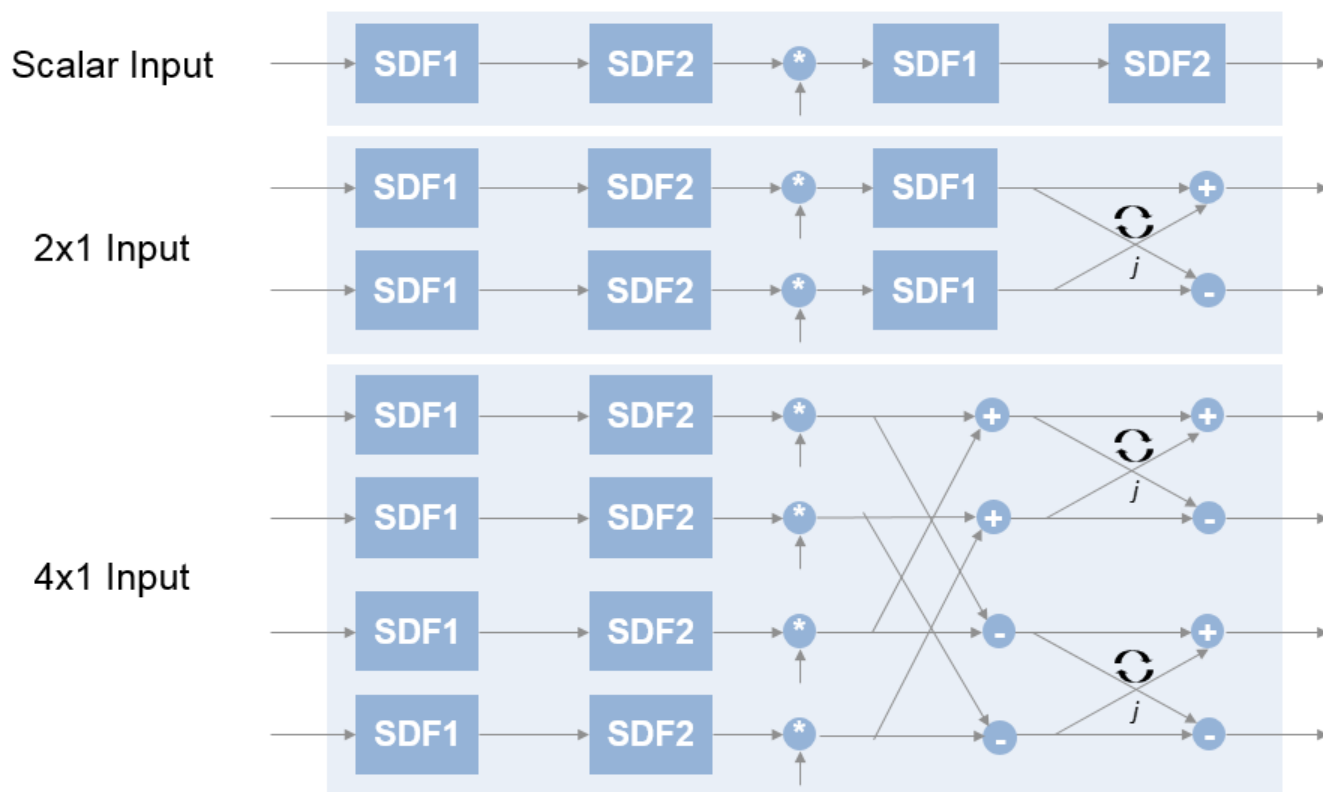 Scalar Input
SDF1 SDF2 * SDF1 SDF2
2x1 Input
SDF1 SDF2 * SDF1 +
j
SDF1 SDF2 * SDF1 -
4x1 Input
SDF1 SDF2 * + +
j
SDF1 SDF2 * + -
SDF1 SDF2 * - +
j
SDF1 SDF2 * - -